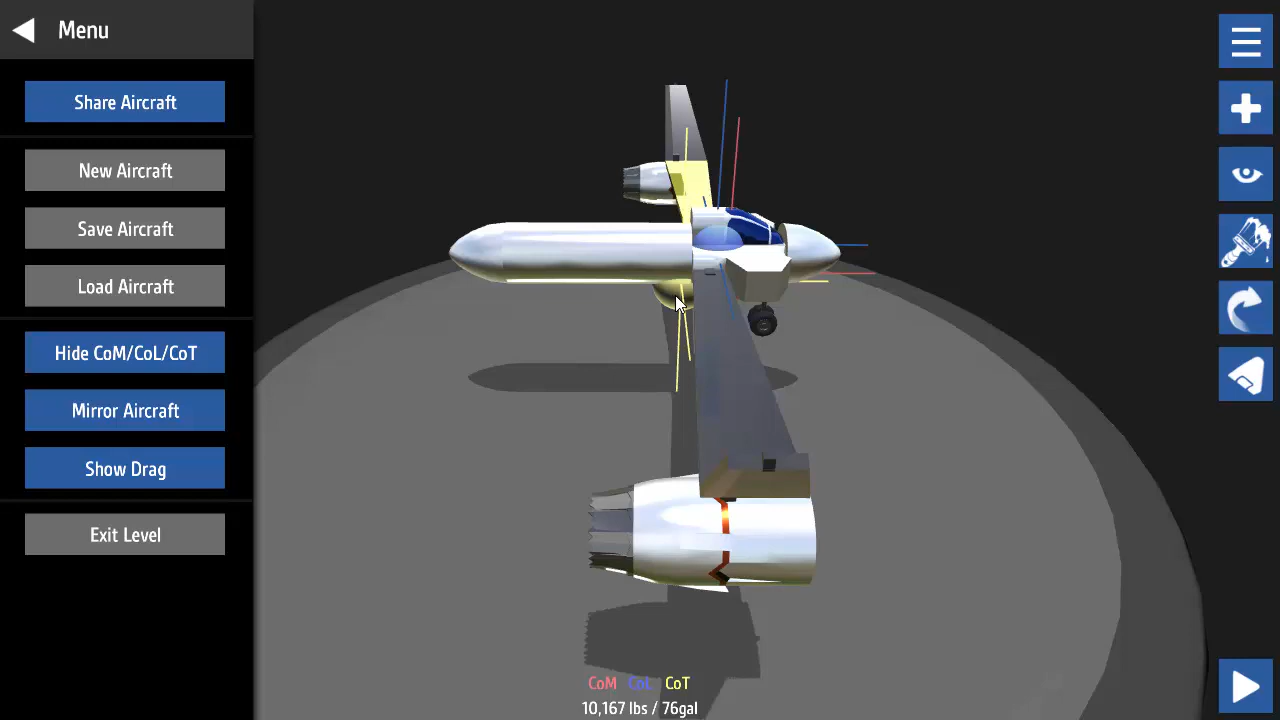 Menu
Share Aircraft
New Aircraft
Save Aircraft
Load Aircraft
Hide CoM/CoL/CoT
Mirror Aircraft
Show Drag
Exit Level
CoM CoL CoT
10,167 lbs / 76gal